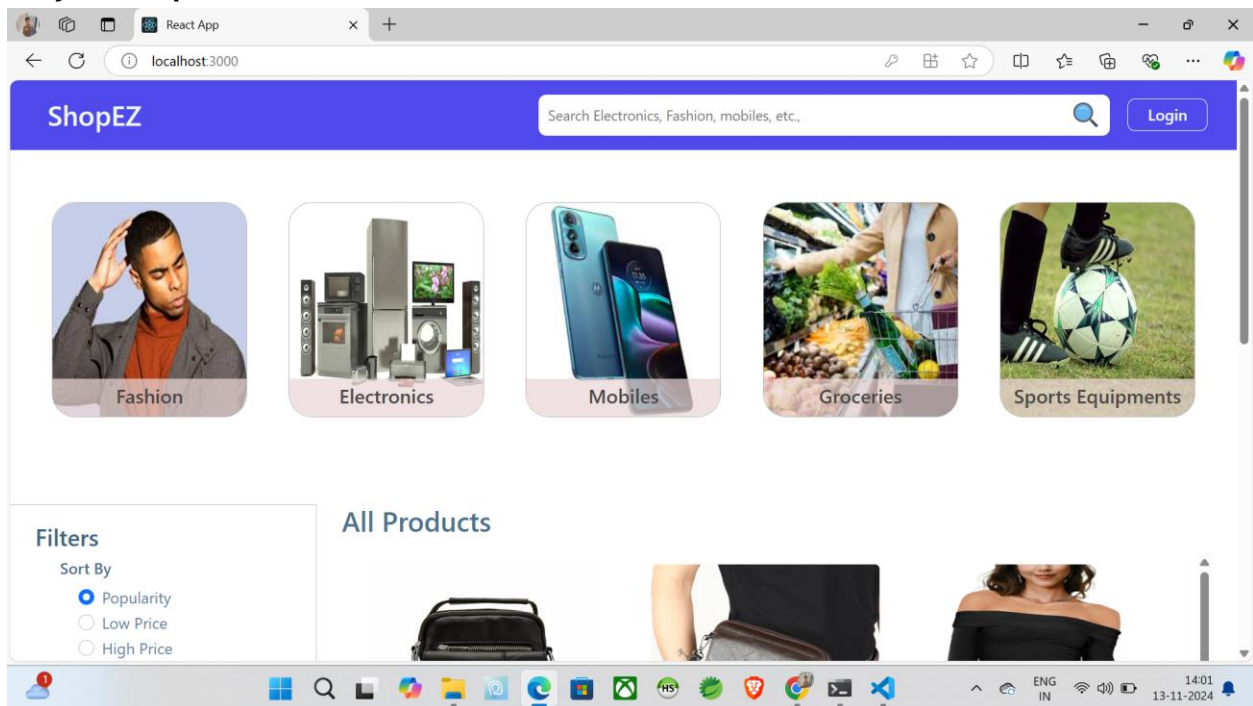 React App
localhost:3000
ShopEZ
Search Electronics, Fashion, mobiles, etc.,
Login
Fashion
Electronics
Mobiles
Groceries
Sports Equipments
Filters
All Products
Sort By
Popularity
Low Price
High Price
ENG
IN
14:01
13-11-2024